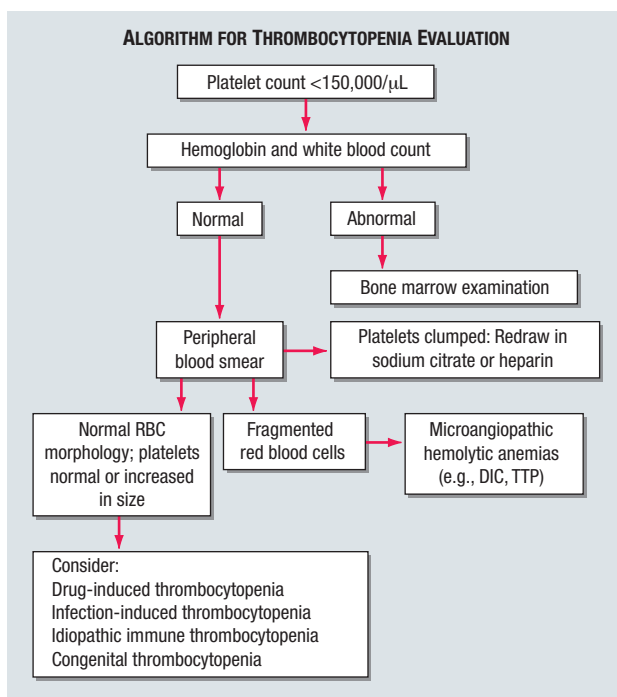 ALGORITHM FOR THROMBOCYTOPENIA EVALUATION
Platelet count <150,000/μL
Hemoglobin and white blood count
Normal
Abnormal
Bone marrow examination
Peripheral
blood smear
Platelets clumped: Redraw in
sodium citrate or heparin
Normal RBC
morphology; platelets
normal or increased
in size
Fragmented
red blood cells
Microangiopathic
hemolytic anemias
(e.g., DIC, TTP)
Consider:
Drug-induced thrombocytopenia
Infection-induced thrombocytopenia
Idiopathic immune thrombocytopenia
Congenital thrombocytopenia